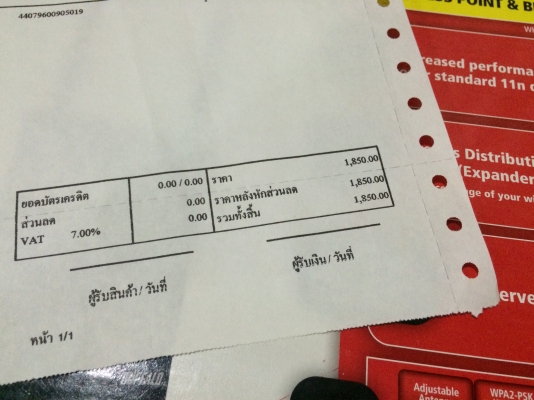 44079600905019
ยอดบัตรเครดิต 0.00 / 0.00 ราคา 1,850.00
ส่วนลด 0.00 ราคาหลังหักส่วนลด 1,850.00
VAT 7.00% 0.00 รวมทั้งสิ้น 1,850.00
ผู้รับสินค้า / วันที่
ผู้รับเงิน / วันที่
หน้า 1/1
POINT & B
reased performa
r standard 11n
s Distributi
(Expander
nge of your w
erve
Adjustable
WPA2-PSK